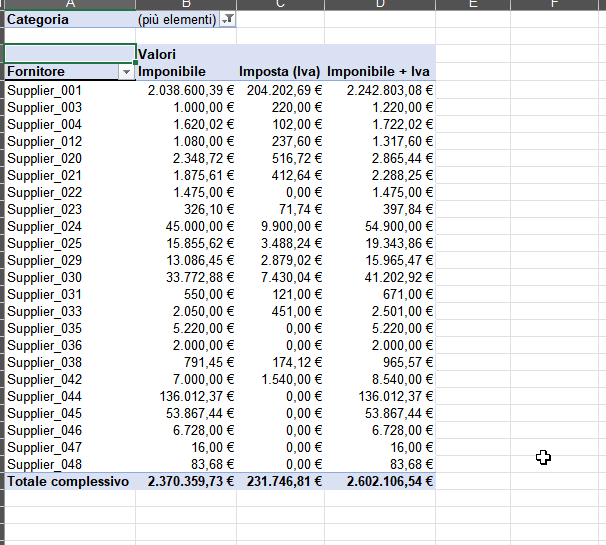 A B C D E F
Categoria (più elementi)
Valori
Fornitore Imponibile Imposta (Iva) Imponibile + Iva
Supplier_001 2.038.600,39 € 204.202,69 € 2.242.803,08 €
Supplier_003 1.000,00 € 220,00 € 1.220,00 €
Supplier_004 1.620,02 € 102,00 € 1.722,02 €
Supplier_012 1.080,00 € 237,60 € 1.317,60 €
Supplier_020 2.348,72 € 516,72 € 2.865,44 €
Supplier_021 1.875,61 € 412,64 € 2.288,25 €
Supplier_022 1.475,00 € 0,00 € 1.475,00 €
Supplier_023 326,10 € 71,74 € 397,84 €
Supplier_024 45.000,00 € 9.900,00 € 54.900,00 €
Supplier_025 15.855,62 € 3.488,24 € 19.343,86 €
Supplier_029 13.086,45 € 2.879,02 € 15.965,47 €
Supplier_030 33.772,88 € 7.430,04 € 41.202,92 €
Supplier_031 550,00 € 121,00 € 671,00 €
Supplier_033 2.050,00 € 451,00 € 2.501,00 €
Supplier_035 5.220,00 € 0,00 € 5.220,00 €
Supplier_036 2.000,00 € 0,00 € 2.000,00 €
Supplier_038 791,45 € 174,12 € 965,57 €
Supplier_042 7.000,00 € 1.540,00 € 8.540,00 €
Supplier_044 136.012,37 € 0,00 € 136.012,37 €
Supplier_045 53.867,44 € 0,00 € 53.867,44 €
Supplier_046 6.728,00 € 0,00 € 6.728,00 €
Supplier_047 16,00 € 0,00 € 16,00 €
Supplier_048 83,68 € 0,00 € 83,68 €
Totale complessivo 2.370.359,73 € 231.746,81 € 2.602.106,54 €